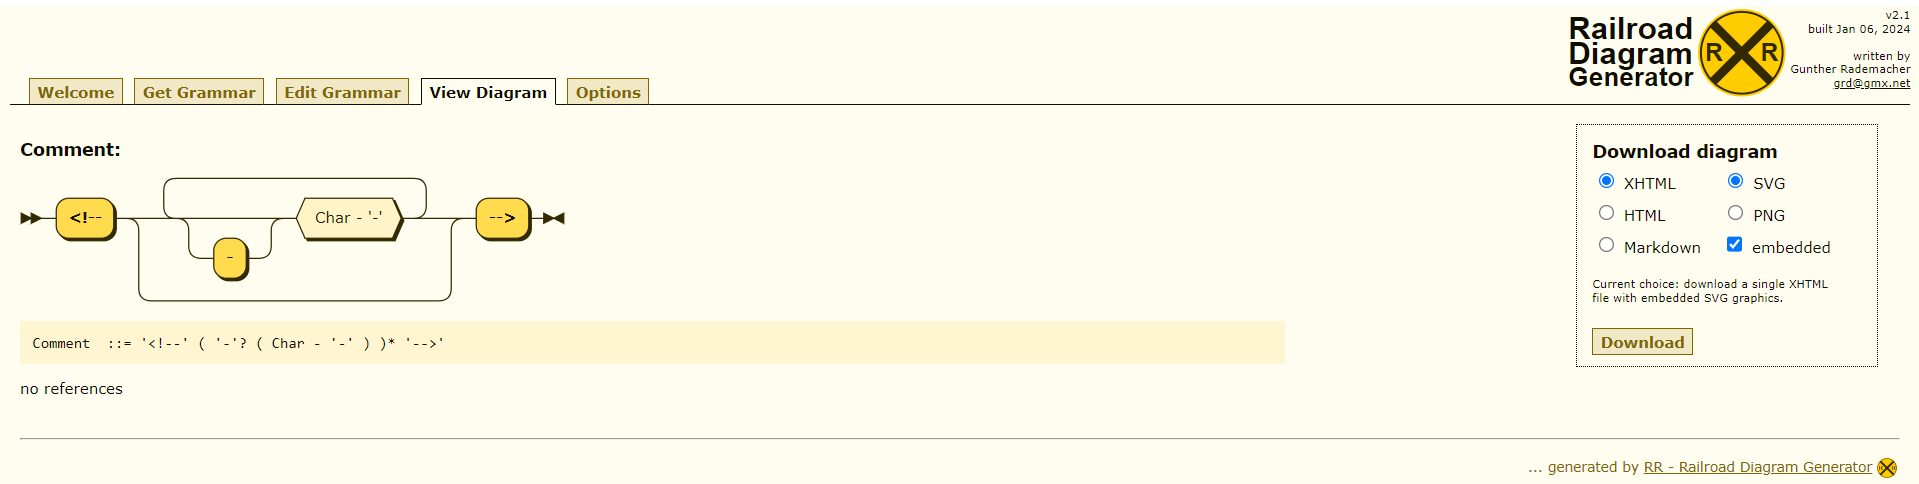 Railroad
Diagram
Generator
R R
v2.1
built Jan 06, 2024
written by
Gunther Rademacher
grd@gmx.net
Welcome
Get Grammar
Edit Grammar
View Diagram
Options
Comment:
<!--
-
Char - '-'
-->
Comment ::= '<!--' ( '-'? ( Char - '-' ) )* '-->'
no references
Download diagram
XHTML SVG
HTML PNG
Markdown embedded
Current choice: download a single XHTML
file with embedded SVG graphics.
Download
... generated by RR - Railroad Diagram Generator